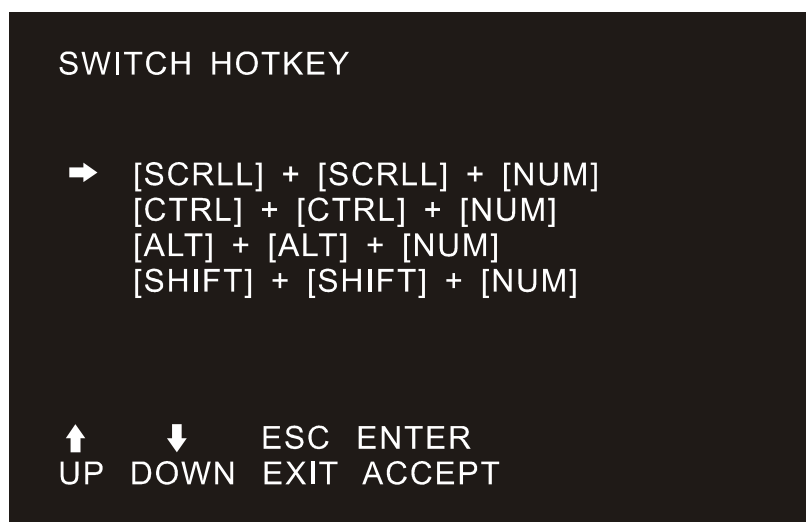 SWITCH HOTKEY
[SCRLL] + [SCRLL] + [NUM]
[CTRL] + [CTRL] + [NUM]
[ALT] + [ALT] + [NUM]
[SHIFT] + [SHIFT] + [NUM]
ESC ENTER
UP DOWN EXIT ACCEPT